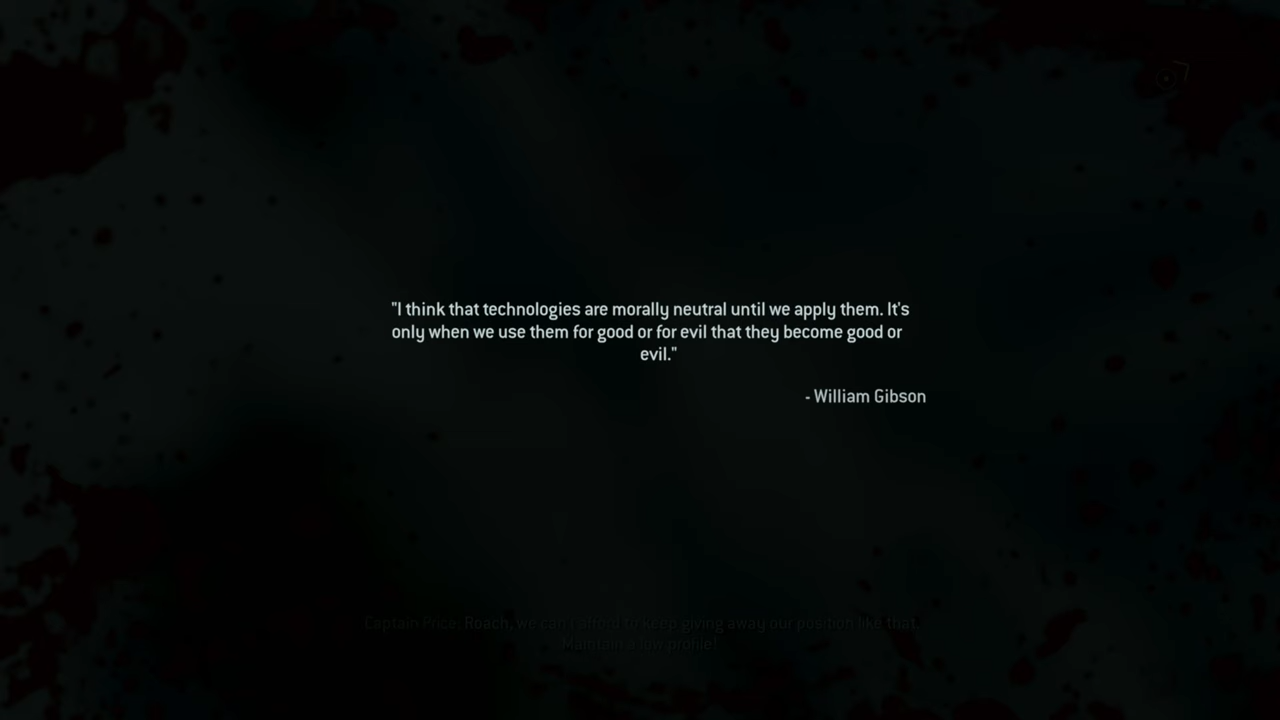 "I think that technologies are morally neutral until we apply them. It's
only when we use them for good or for evil that they become good or
evil."
- William Gibson
Captain Price: Roach, we can't afford to keep giving away our position like that.
Maintain a low profile!